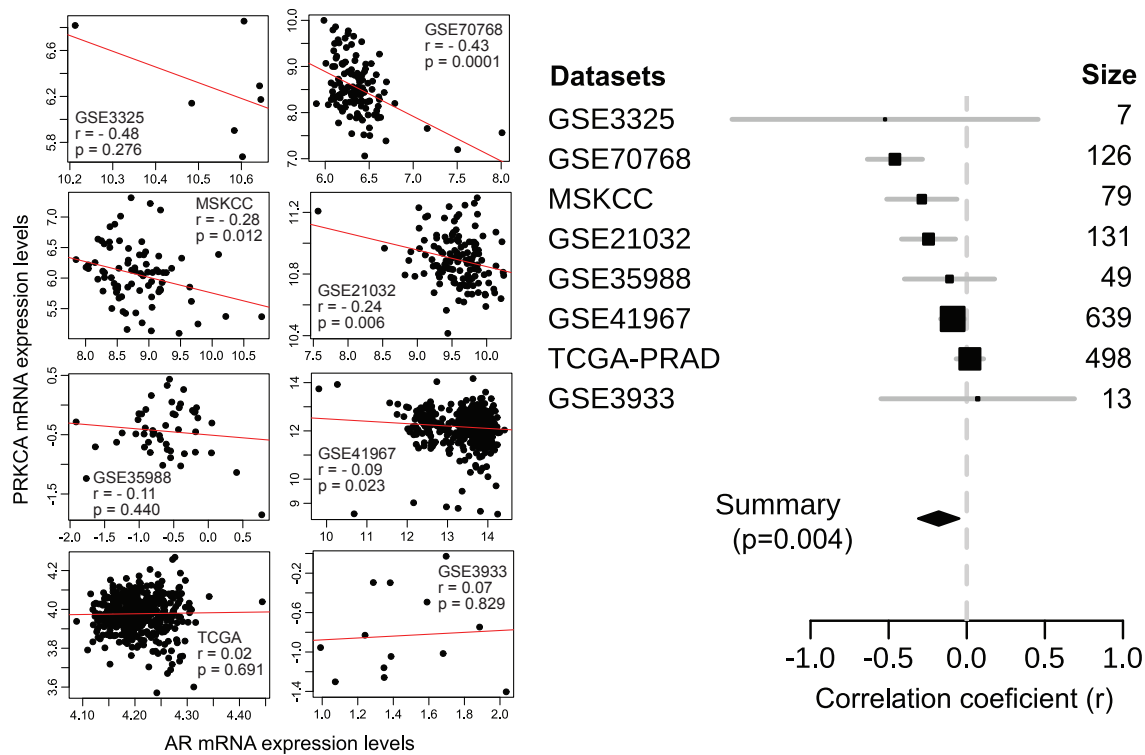 GSE3325
r = - 0.48
p = 0.276
5.8
6.2
6.6
10.2
10.3
10.4
10.5
10.6
GSE70768
r = - 0.43
p = 0.0001
7.0
8.0
9.0
10.0
6.0
6.5
7.0
7.5
8.0
MSKCC
r = - 0.28
p = 0.012
5.5
6.0
6.5
7.0
8.0
8.5
9.0
9.5
10.0
10.5
GSE21032
r = - 0.24
p = 0.006
10.4
10.8
11.2
7.5
8.0
8.5
9.0
9.5
10.0
GSE35988
r = - 0.11
p = 0.440
-1.5
-0.5
0.5
-2.0
-1.5
-1.0
-0.5
0.0
0.5
GSE41967
r = - 0.09
p = 0.023
9
10
11
12
13
14
10
11
12
13
14
TCGA
r = 0.02
p = 0.691
3.6
3.8
4.0
4.2
4.10
4.20
4.30
4.40
GSE3933
r = 0.07
p = 0.829
-1.4
-1.0
-0.6
-0.2
1.0
1.2
1.4
1.6
1.8
2.0
PRKCA mRNA expression levels
AR mRNA expression levels
Datasets Size
GSE3325 7
GSE70768 126
MSKCC 79
GSE21032 131
GSE35988 49
GSE41967 639
TCGA-PRAD 498
GSE3933 13
Summary
(p=0.004)
-1.0 -0.5 0.0 0.5 1.0
Correlation coeficient (r)